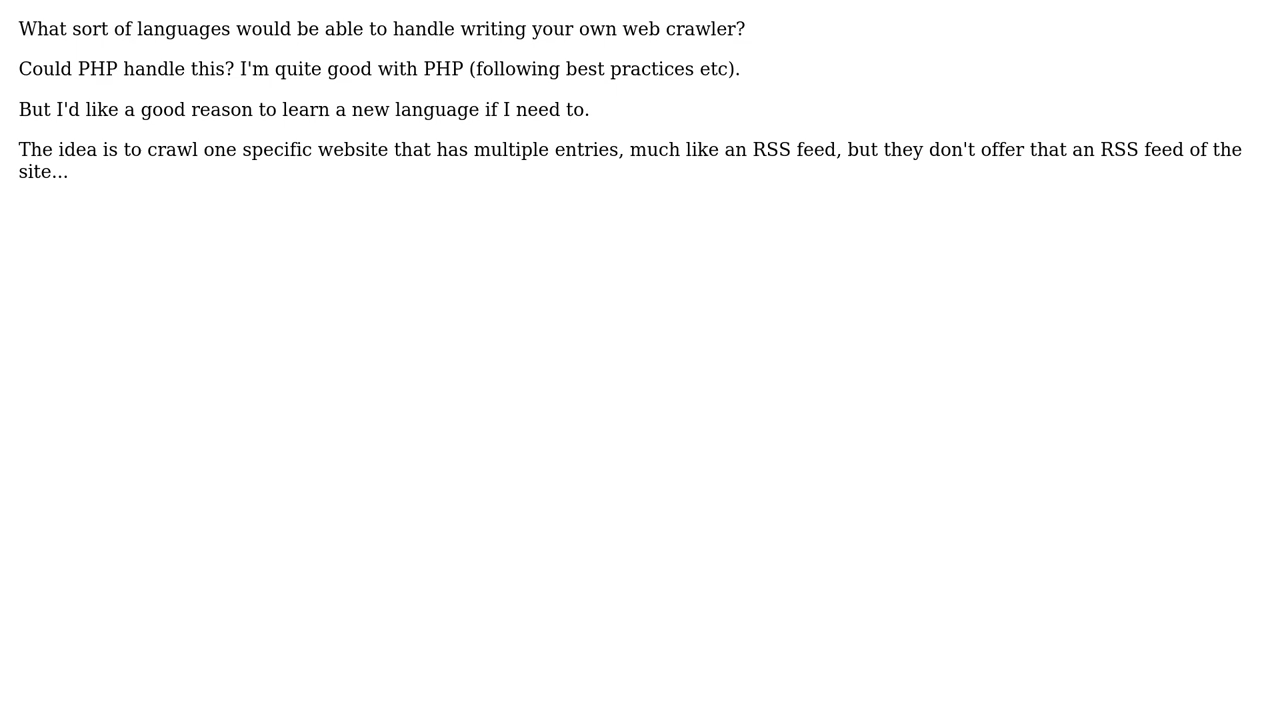 What sort of languages would be able to handle writing your own web crawler?
Could PHP handle this? I'm quite good with PHP (following best practices etc).
But I'd like a good reason to learn a new language if I need to.
The idea is to crawl one specific website that has multiple entries, much like an RSS feed, but they don't offer that an RSS feed of the
site...